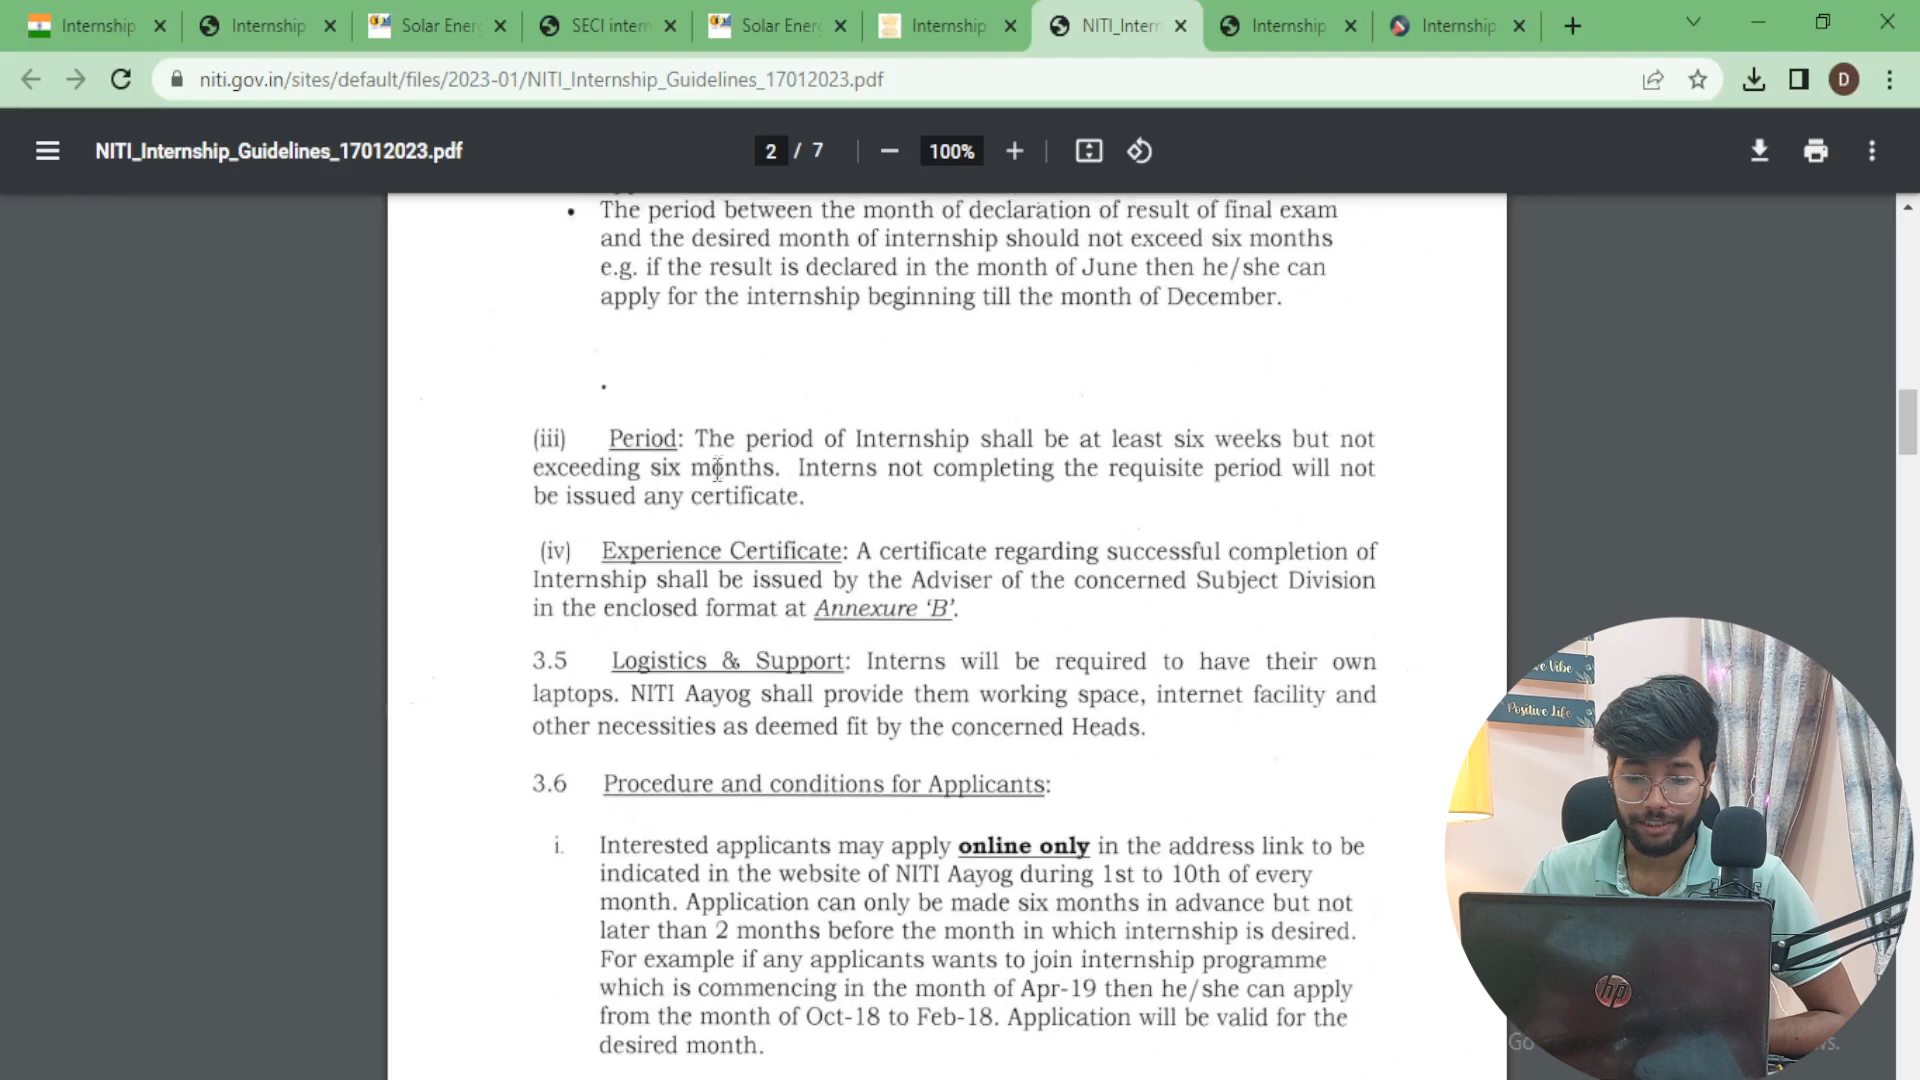 Internship
Internship
Solar Ener
SECI intern
Solar Ener
Internship
NITI_Intern
Internship
Internship
niti.gov.in/sites/default/files/2023-01/NITI_Internship_Guidelines_17012023.pdf
D
NITI_Internship_Guidelines_17012023.pdf
2 / 7
100%
• The period between the month of declaration of result of final exam
and the desired month of internship should not exceed six months
e.g. if the result is declared in the month of June then he/she can
apply for the internship beginning till the month of December.
(iii) Period: The period of Internship shall be at least six weeks but not
exceeding six months. Interns not completing the requisite period will not
be issued any certificate.
(iv) Experience Certificate: A certificate regarding successful completion of
Internship shall be issued by the Adviser of the concerned Subject Division
in the enclosed format at Annexure ‘B’.
3.5 Logistics & Support: Interns will be required to have their own
laptops. NITI Aayog shall provide them working space, internet facility and
other necessities as deemed fit by the concerned Heads.
3.6 Procedure and conditions for Applicants:
i. Interested applicants may apply online only in the address link to be
indicated in the website of NITI Aayog during 1st to 10th of every
month. Application can only be made six months in advance but not
later than 2 months before the month in which internship is desired.
For example if any applicants wants to join internship programme
which is commencing in the month of Apr-19 then he/she can apply
from the month of Oct-18 to Feb-18. Application will be valid for the
desired month.
ve Vibe
Positive Life
hp
Go